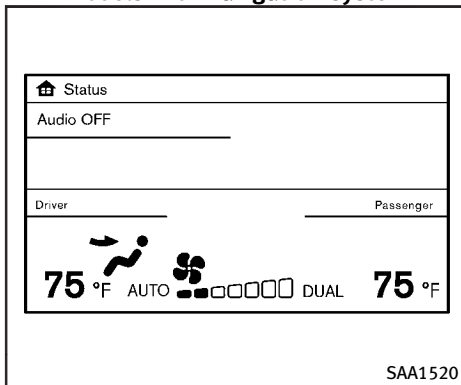 Status
Audio OFF
Driver Passenger
75 °F AUTO DUAL 75 °F
SAA1520